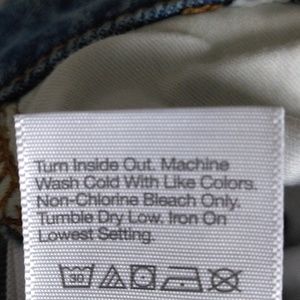 Turn Inside Out. Machine
Wash Cold With Like Colors.
Non-Chlorine Bleach Only.
Tumble Dry Low. Iron On
Lowest Setting.